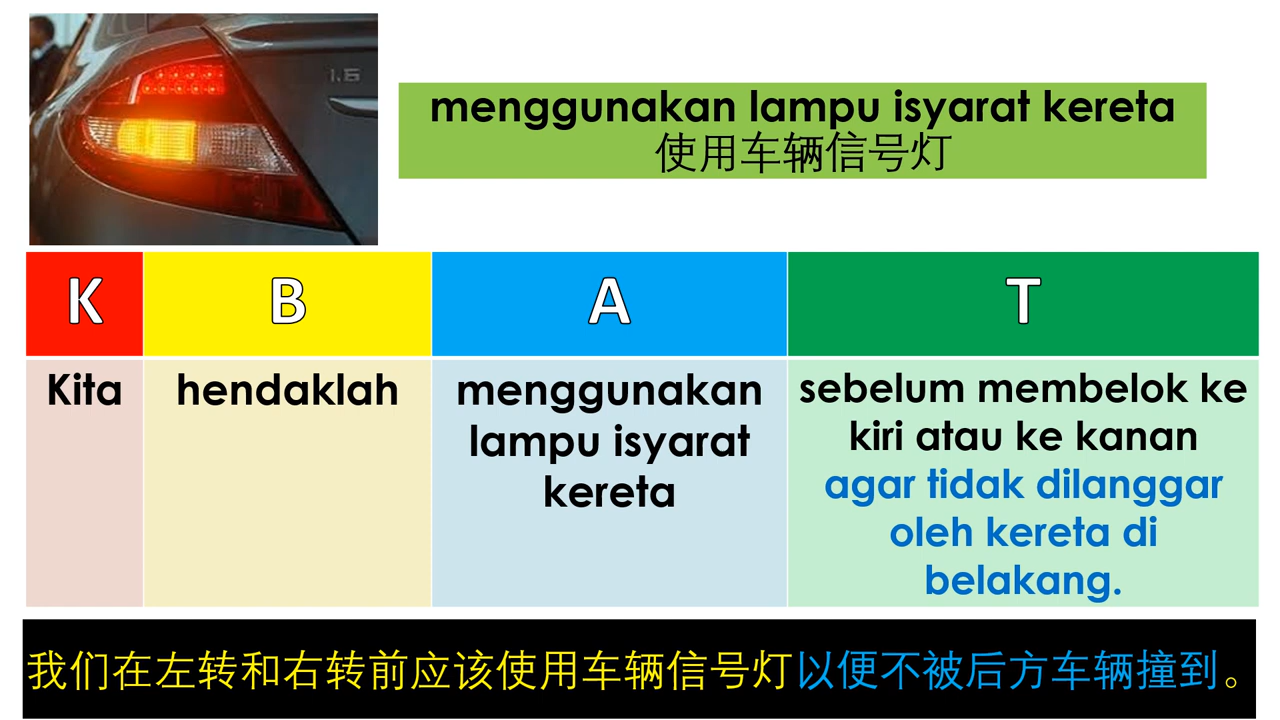 1.6
menggunakan lampu isyarat kereta
使用车辆信号灯
K
B
A
T
Kita
hendaklah
menggunakan
lampu isyarat
kereta
sebelum membelok ke
kiri atau ke kanan
agar tidak dilanggar
oleh kereta di
belakang.
我们在左转和右转前应该使用车辆信号灯以便不被后方车辆撞到。